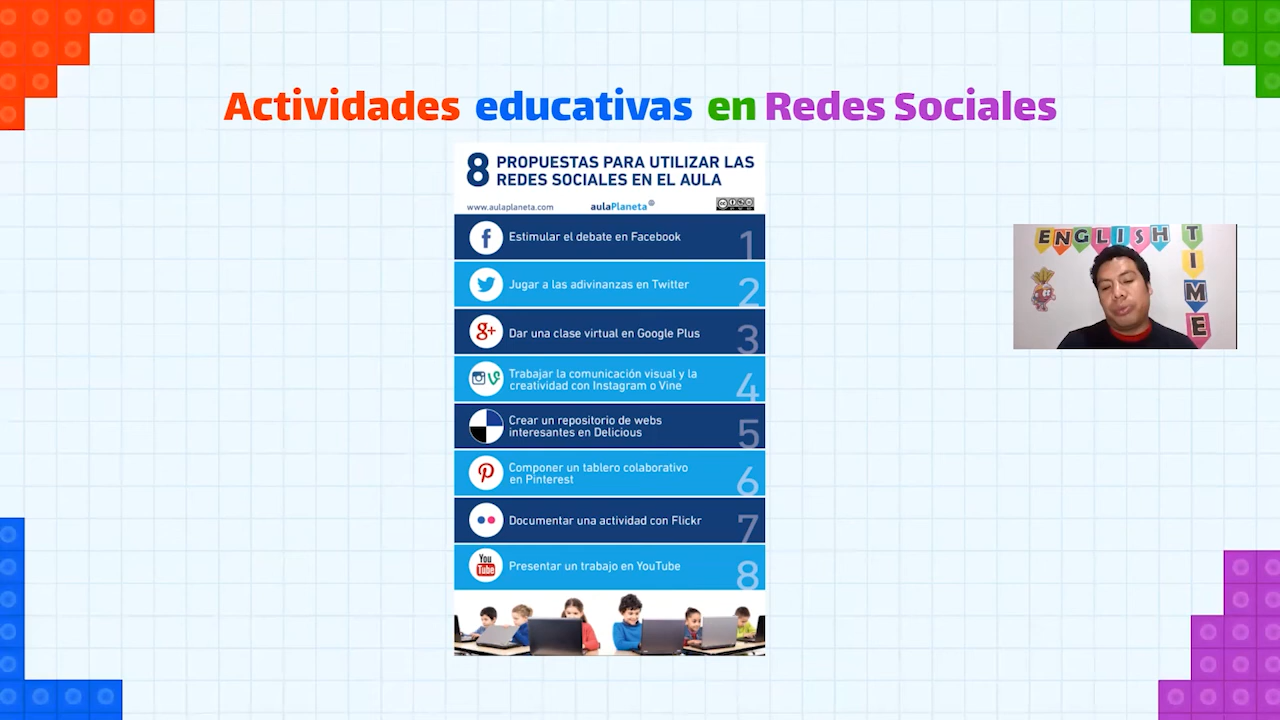 Actividades educativas en Redes Sociales
8 PROPUESTAS PARA UTILIZAR LAS
REDES SOCIALES EN EL AULA
www.aulaplaneta.com aulaPlaneta
Estimular el debate en Facebook 1
Jugar a las adivinanzas en Twitter 2
g+ Dar una clase virtual en Google Plus 3
Trabajar la comunicación visual y la
creatividad con Instagram o Vine 4
Crear un repositorio de webs
interesantes en Delicious 5
Componer un tablero colaborativo
en Pinterest 6
Documentar una actividad con Flickr 7
You Tube Presentar un trabajo en YouTube 8
ENGLISH
TIME